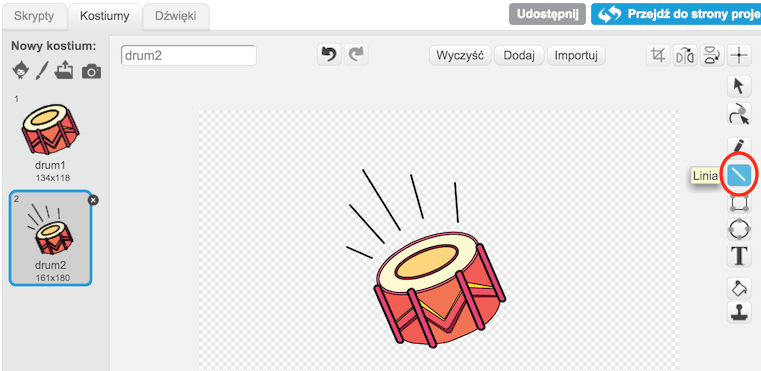 Skrypty Kostiumy Dźwięki Udostępnij Przejdź do strony proje
Nowy kostium:
drum2 Wyczyść Dodaj Importuj
1
drum1
134x118
Linia
2
drum2
161x180
T